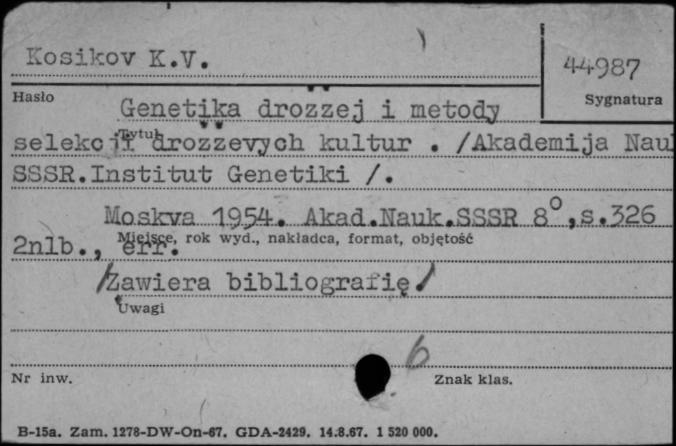 Kosikov K.V.
44987
Hasło
Sygnatura
Genetika drozzej i metody
Tytuł
selekcii drozzevych kultur . /Akademija Nauk
SSSR.Institut Genetiki /.
Moskva 1954. Akad.Nauk.SSSR 8°,s.326
Miejsce, rok wyd., nakładca, format, objętość
2nlb., err.
/Zawiera bibliografię/
Uwagi
6
Nr inw.
Znak klas.
B-15a. Zam. 1278-DW-On-67. GDA-2429. 14.8.67. 1 520 000.